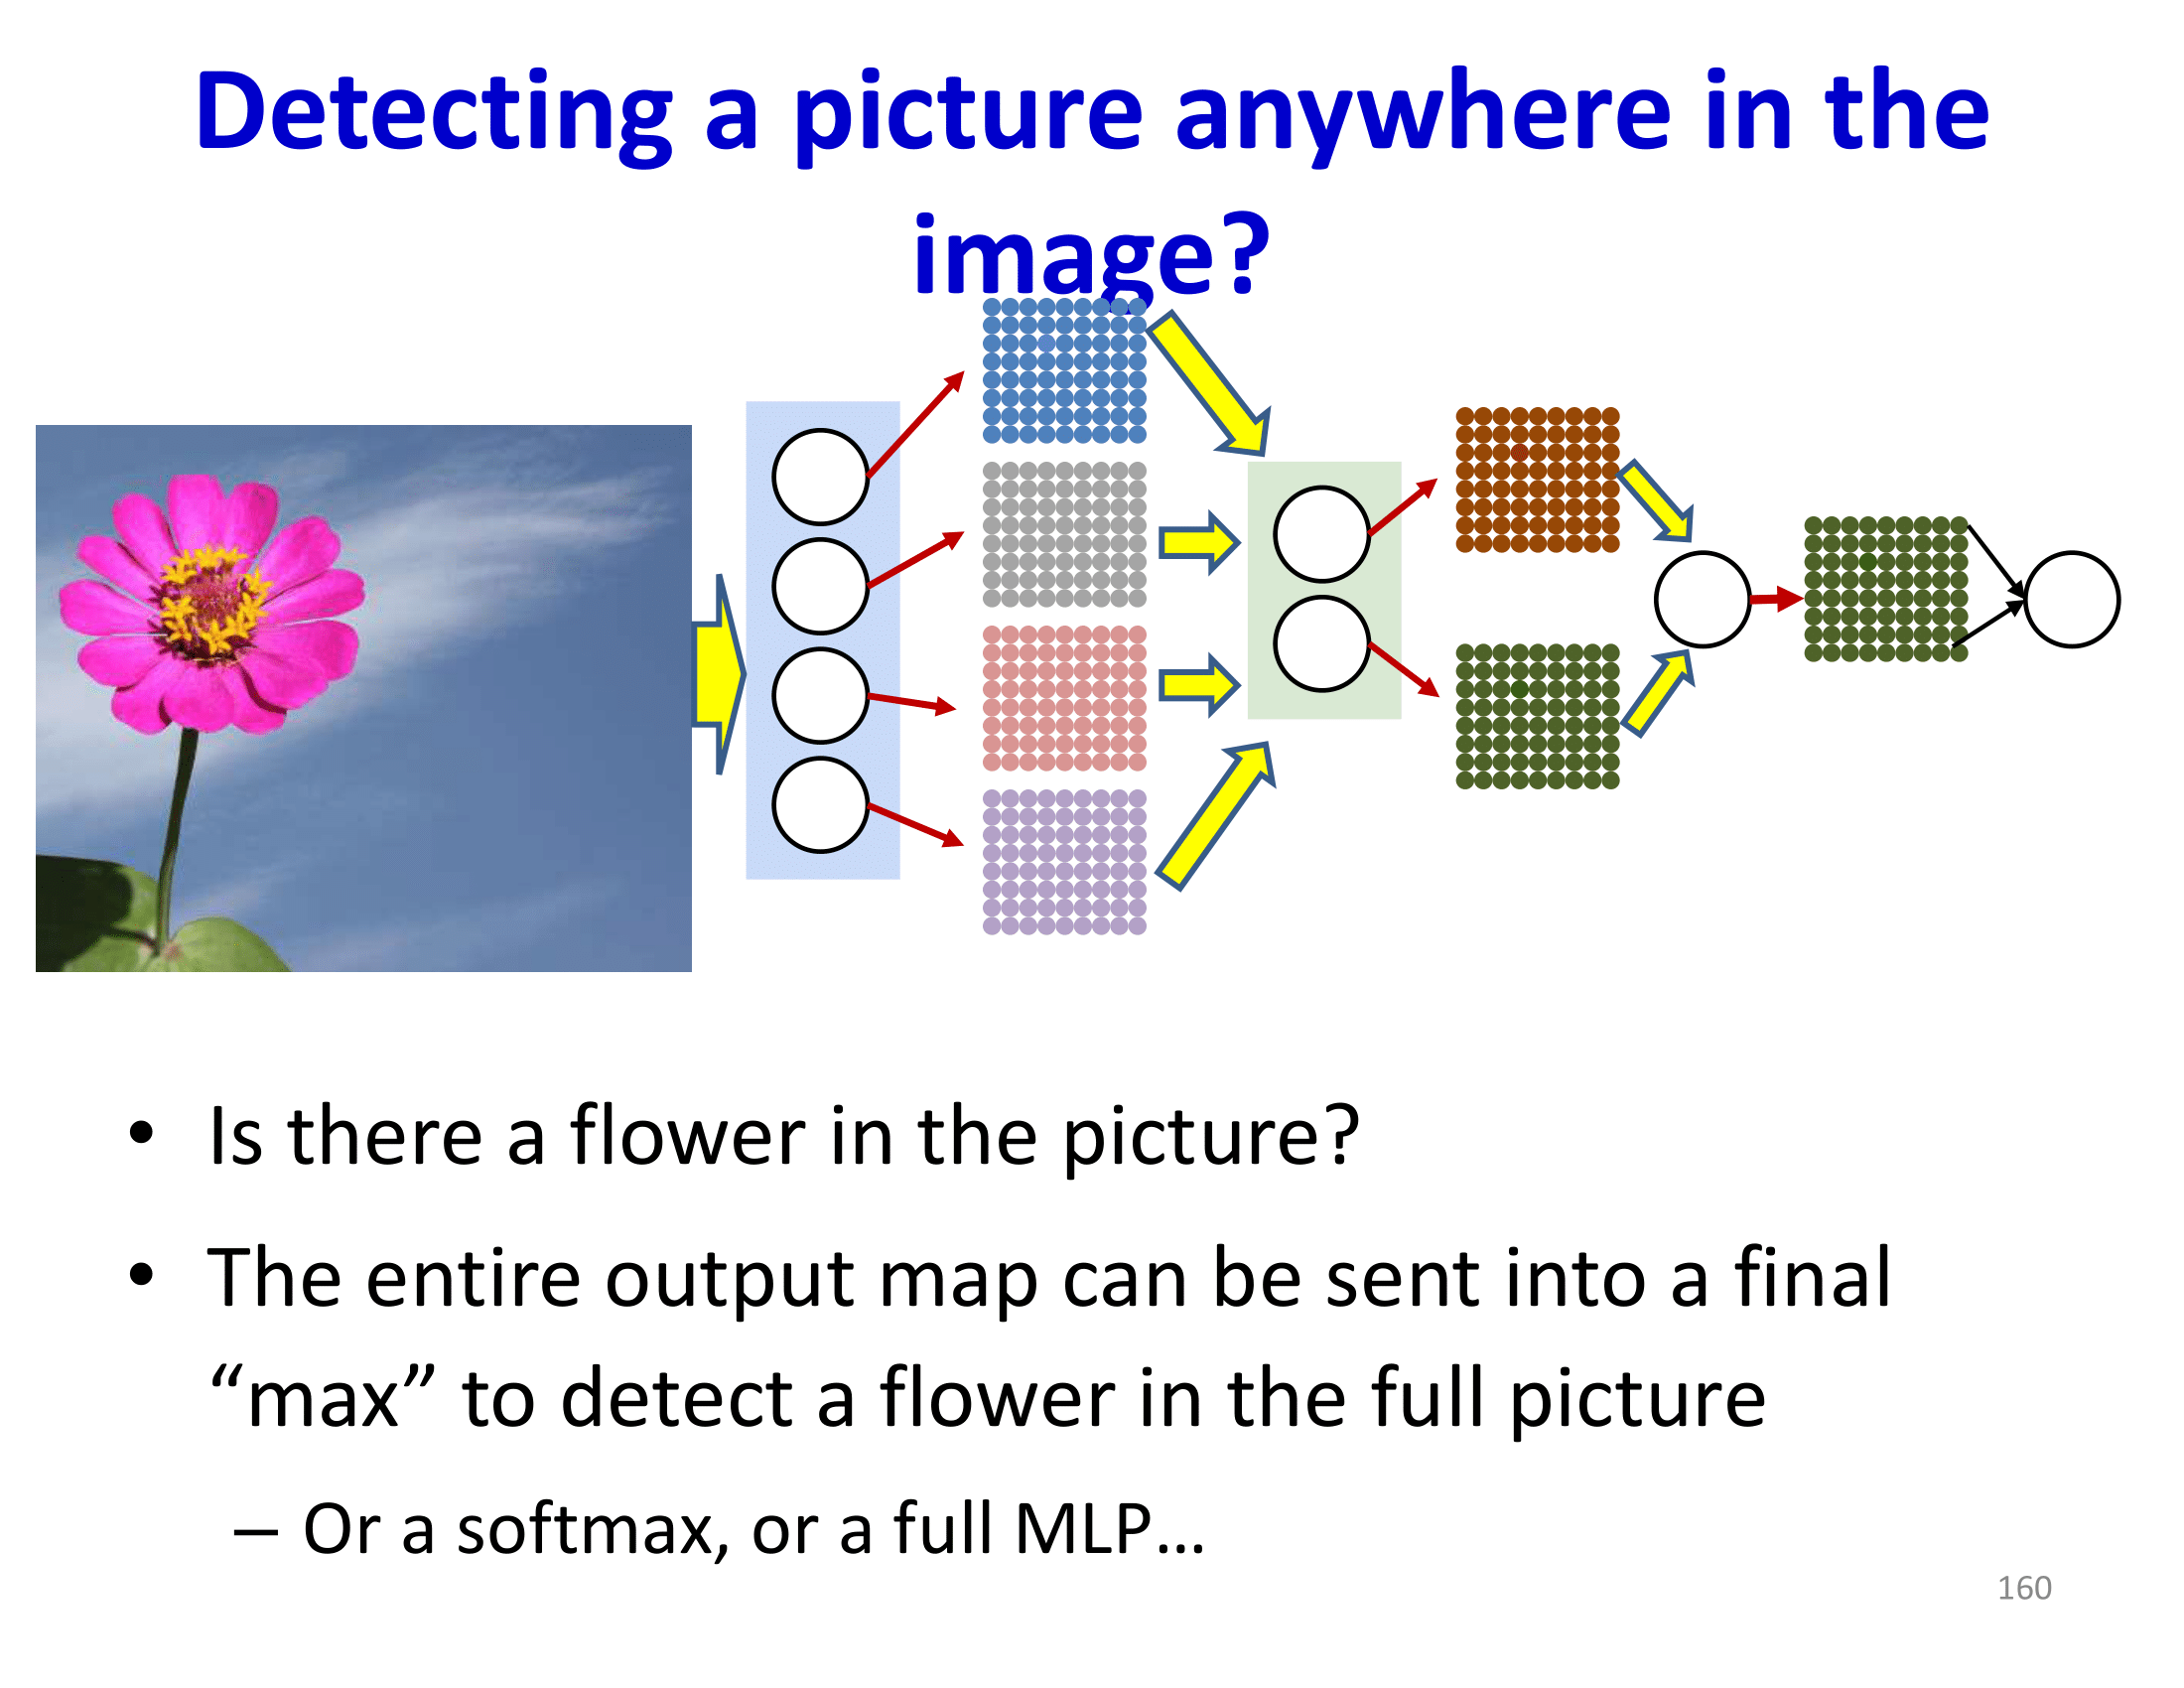 Detecting a picture anywhere in the
image?
• Is there a flower in the picture?
• The entire output map can be sent into a final
“max” to detect a flower in the full picture
– Or a softmax, or a full MLP…
160